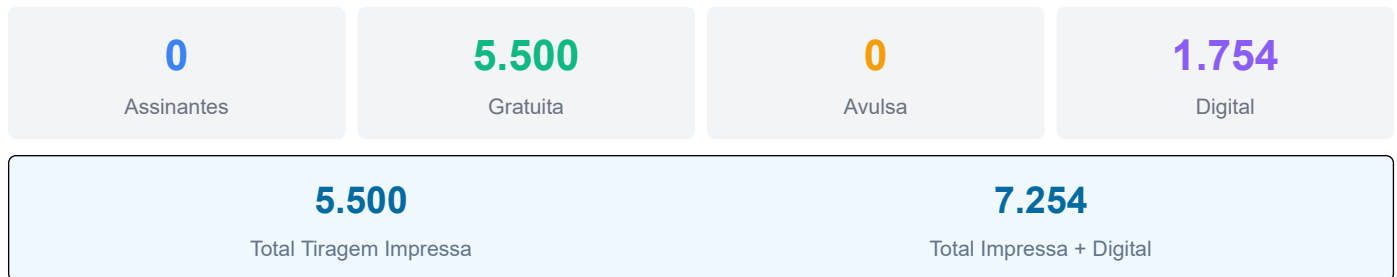 0
Assinantes
5.500
Gratuita
0
Avulsa
1.754
Digital
5.500
Total Tiragem Impressa
7.254
Total Impressa + Digital